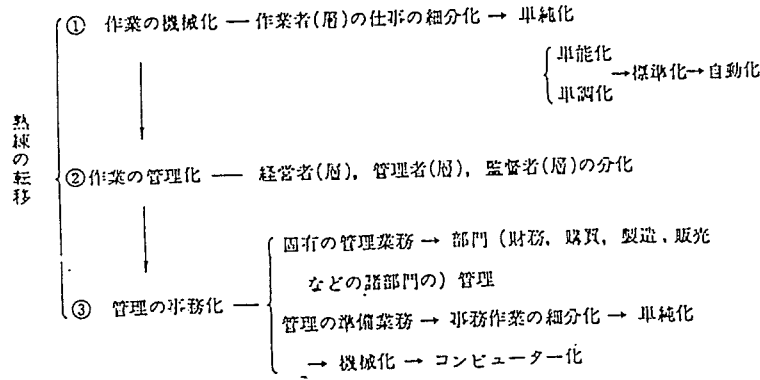 ① 作業の機械化 ― 作業者(層)の仕事の細分化 → 単純化
単能化
単調化
→標準化→自動化
熟練の転移
②作業の管理化 ― 経営者(層), 管理者(層), 監督者(層)の分化
固有の管理業務 → 部門 (財務, 購買, 製造, 販売
などの諸部門の) 管理
③ 管理の事務化 ―
管理の準備業務 → 事務作業の細分化 → 単純化
→ 機械化 → コンピューター化